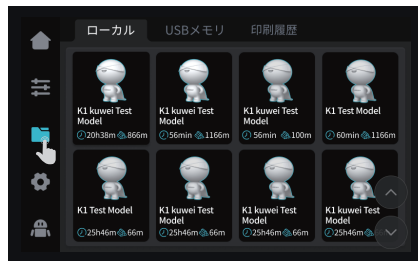 ローカル USBメモリ 印刷履歴
K1 kuwei Test
Model
20h38m 866m
K1 kuwei Test
Model
56min 1166m
K1 kuwei Test
Model
56min 100m
K1 Test Model
60min 1166m
K1 Test Model
25h46m 66m
K1 kuwei Test
Model
25h46m 66m
K1 kuwei Test
Model
25h46m 66m
K1 kuwei Test
Model
25h46m 66m